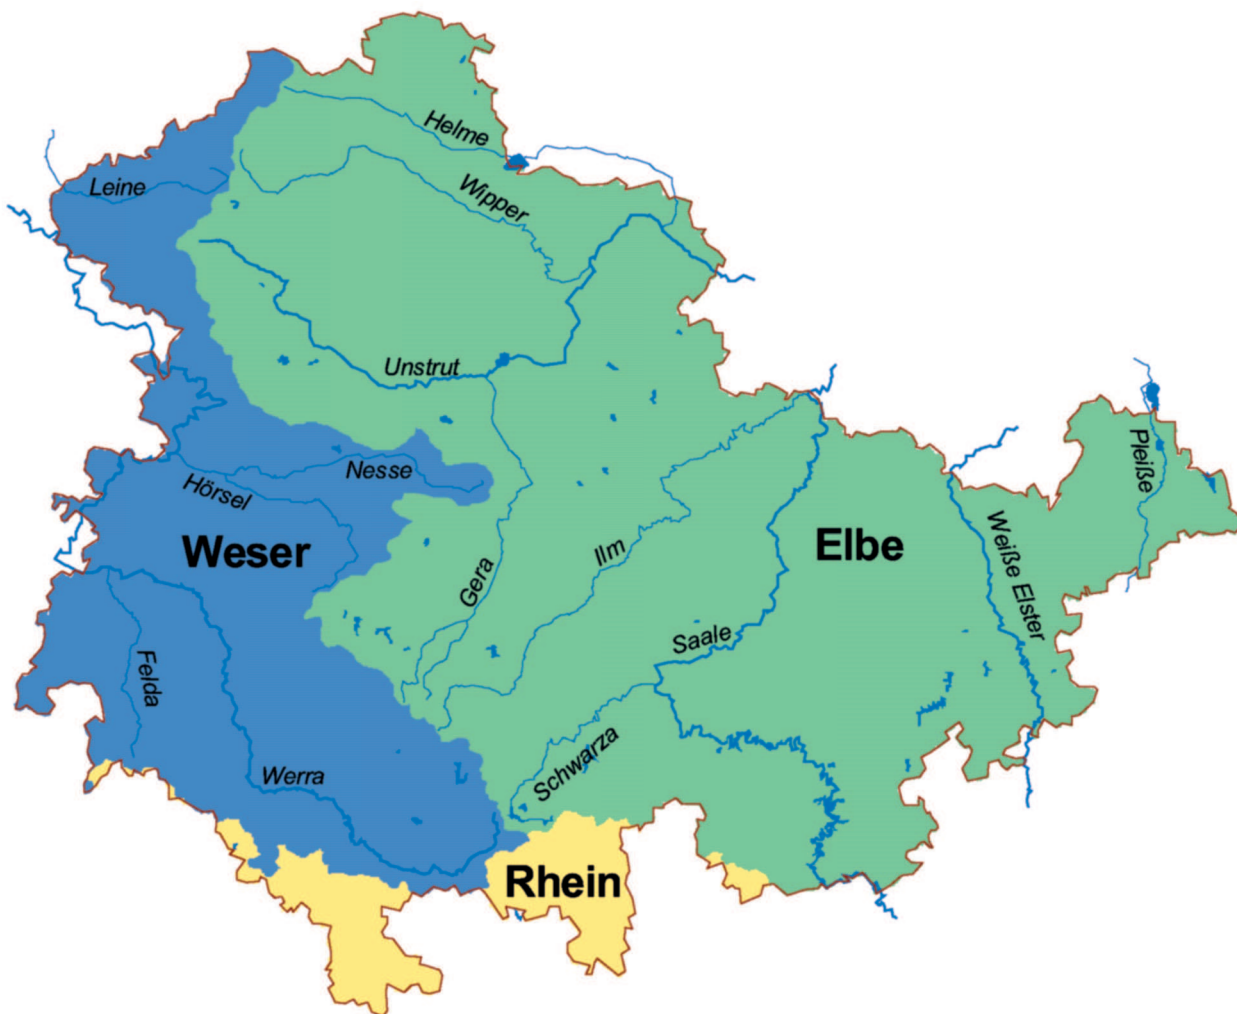 Helme
Leine
Wipper
Unstrut
Pleiße
Nesse
Hörsel
Weser
Elbe
Ilm
Gera
Weiße Elster
Saale
Felda
Schwarza
Werra
Rhein